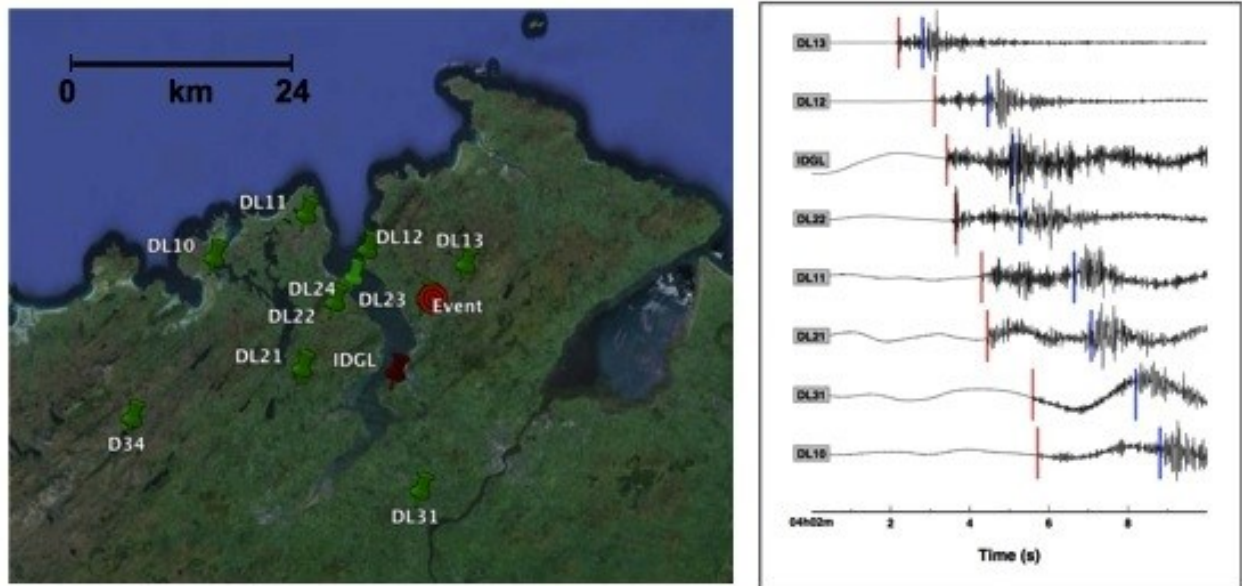 0 km 24
DL11
DL10
DL12
DL13
DL24
DL23
Event
DL22
DL21
IDGL
D34
DL31
DL13
DL12
IDGL
DL22
DL11
DL21
DL31
DL10
04h02m 2 4 6 8
Time (s)